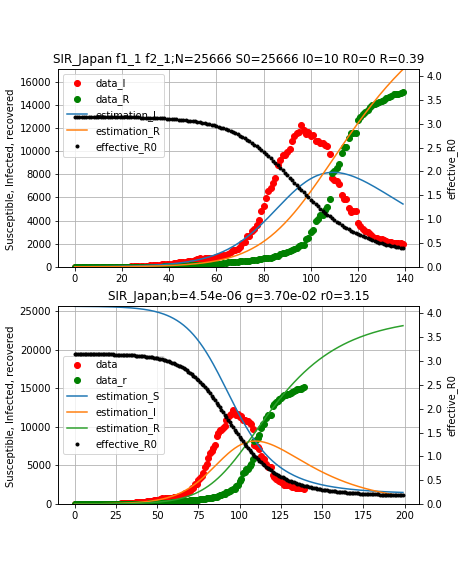 SIR_Japan f1_1 f2_1;N=25666 S0=25666 I0=10 R0=0 R=0.39
16000
14000
12000
10000
8000
6000
4000
2000
0
4.0
3.5
3.0
2.5
2.0
1.5
1.0
0.5
0.0
Susceptible, Infected, recovered
effective_R0
data_I
data_R
estimation_I
estimation_R
effective_R0
0 20 40 60 80 100 120 140
SIR_Japan;b=4.54e-06 g=3.70e-02 r0=3.15
25000
20000
15000
10000
5000
0
4.0
3.5
3.0
2.5
2.0
1.5
1.0
0.5
0.0
Susceptible, Infected, recovered
effective_R0
data
data_r
estimation_S
estimation_I
estimation_R
effective_R0
0 25 50 75 100 125 150 175 200